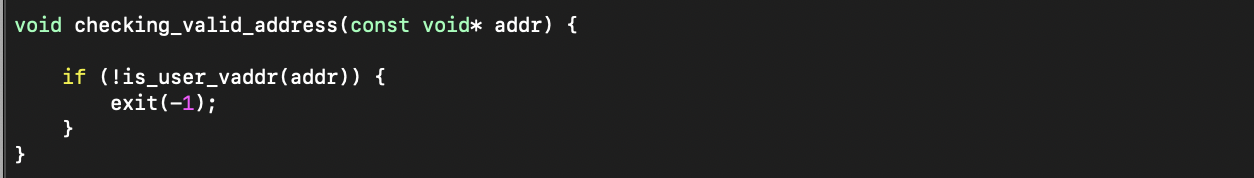 void checking_valid_address(const void* addr) {
if (!is_user_vaddr(addr)) {
exit(-1);
}
}